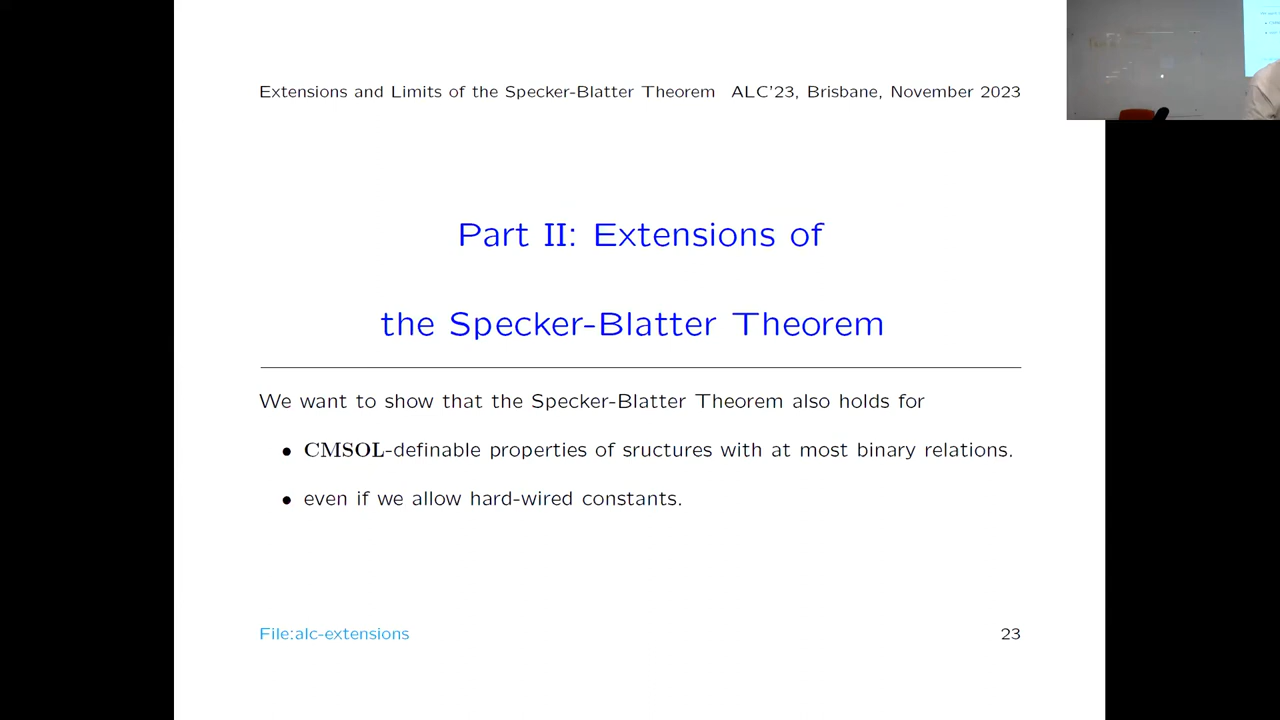 Extensions and Limits of the Specker-Blatter Theorem ALC'23, Brisbane, November 2023
Part II: Extensions of
the Specker-Blatter Theorem
We want to show that the Specker-Blatter Theorem also holds for
• CMSOL-definable properties of sructures with at most binary relations.
• even if we allow hard-wired constants.
File:alc-extensions
23